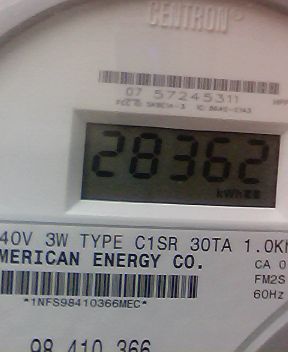 CENTRON®
07 57245311
28362
kWh
40V 3W TYPE C1SR 30TA 1.0K
MERICAN ENERGY CO. CA 0
FM2S
*1NFS98410366MEC* 60Hz
98 410 366